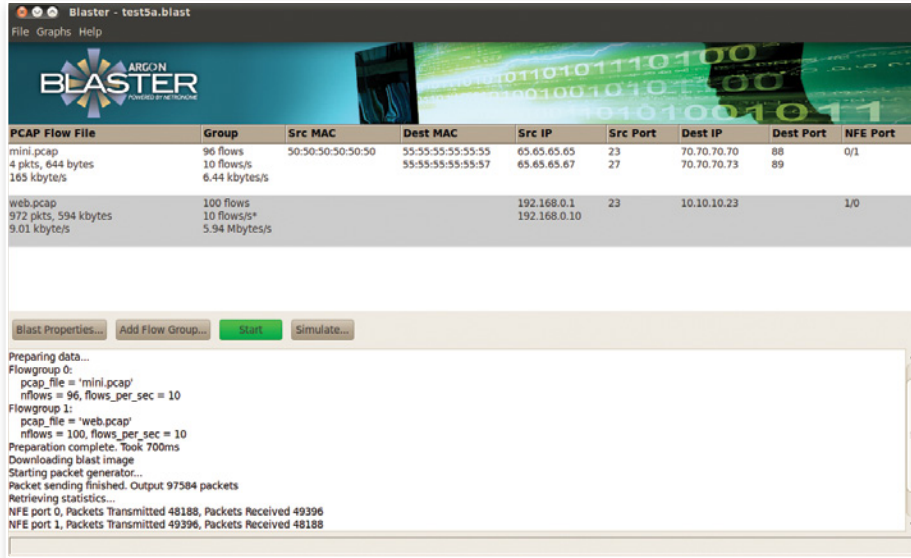 Blaster - test5a.blast
File Graphs Help
ARGON
BLASTER
POWERED BY NETRONOME
PCAP Flow File Group Src MAC Dest MAC Src IP Src Port Dest IP Dest Port NFE Port
mini.pcap 96 flows 50:50:50:50:50:50 55:55:55:55:55:55 65.65.65.65 23 70.70.70.70 88 0/1
4 pkts, 644 bytes 10 flows/s 55:55:55:55:55:57 65.65.65.67 27 70.70.70.73 89
165 kbyte/s 6.44 kbytes/s
web.pcap 100 flows 192.168.0.1 23 10.10.10.23 1/0
972 pkts, 594 kbytes 10 flows/s* 192.168.0.10
9.01 kbyte/s 5.94 Mbytes/s
Blast Properties... Add Flow Group... Start Simulate...
Preparing data...
Flowgroup 0:
pcap_file = 'mini.pcap'
nflows = 96, flows_per_sec = 10
Flowgroup 1:
pcap_file = 'web.pcap'
nflows = 100, flows_per_sec = 10
Preparation complete. Took 700ms
Downloading blast image
Starting packet generator...
Packet sending finished. Output 97584 packets
Retrieving statistics...
NFE port 0, Packets Transmitted 48188, Packets Received 49396
NFE port 1, Packets Transmitted 49396, Packets Received 48188